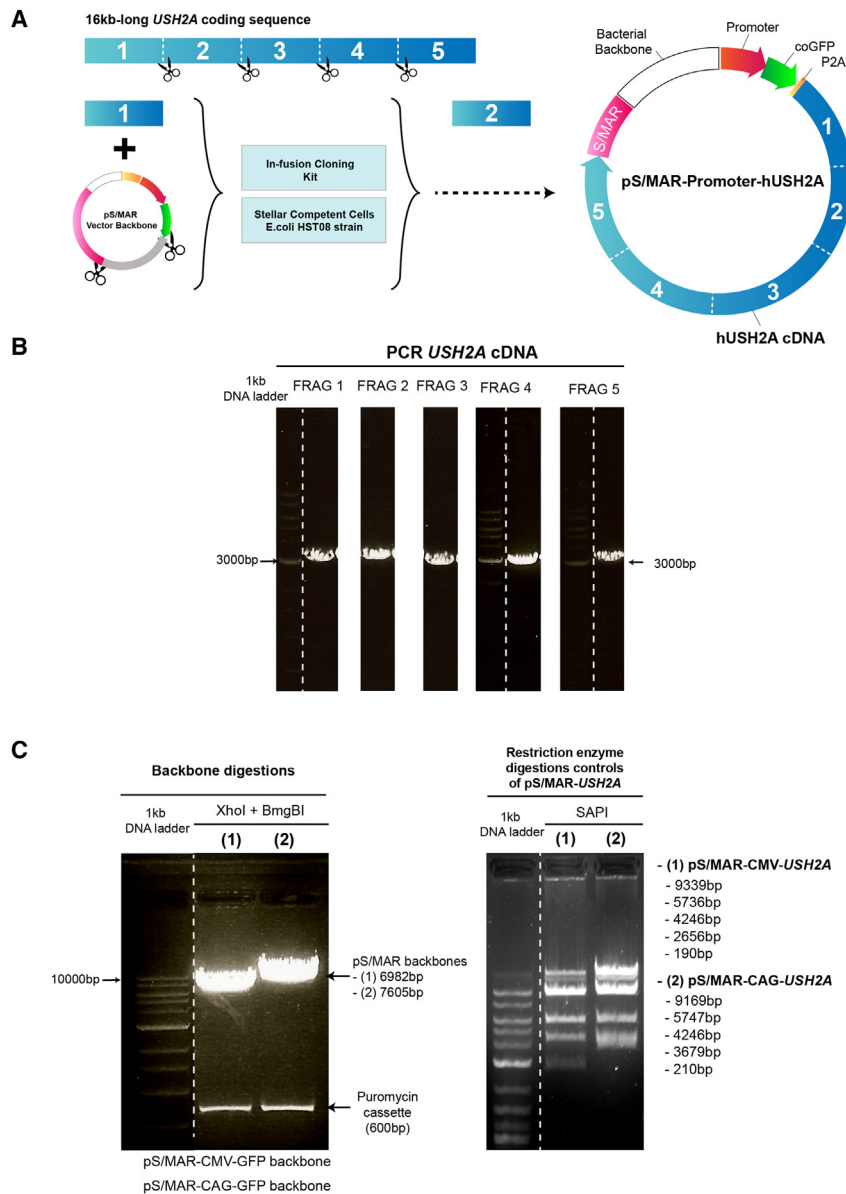 A
16kb-long USH2A coding sequence
1 2 3 4 5
1
+
pS/MAR
Vector Backbone
In-fusion Cloning
Kit
Stellar Competent Cells
E.coli HST08 strain
2
Bacterial
Backbone
Promoter
coGFP
P2A
S/MAR
1
2
3
4
5
pS/MAR-Promoter-hUSH2A
hUSH2A cDNA
B
PCR USH2A cDNA
1kb
DNA ladder
FRAG 1
FRAG 2
FRAG 3
FRAG 4
FRAG 5
3000bp
3000bp
C
Backbone digestions
1kb
DNA ladder
XhoI + BmgBI
(1) (2)
10000bp
pS/MAR backbones
- (1) 6982bp
- (2) 7605bp
Puromycin
cassette
(600bp)
pS/MAR-CMV-GFP backbone
pS/MAR-CAG-GFP backbone
Restriction enzyme
digestions controls
of pS/MAR-USH2A
1kb
DNA ladder
SAPI
(1) (2)
- (1) pS/MAR-CMV-USH2A
- 9339bp
- 5736bp
- 4246bp
- 2656bp
- 190bp
- (2) pS/MAR-CAG-USH2A
- 9169bp
- 5747bp
- 4246bp
- 3679bp
- 210bp